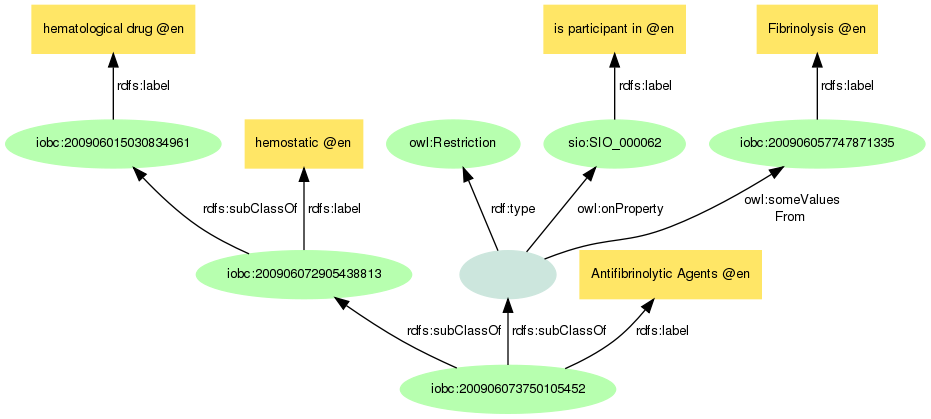 hematological drug @en
is participant in @en
Fibrinolysis @en
rdfs:label
rdfs:label
rdfs:label
iobc:200906015030834961
hemostatic @en
owl:Restriction
sio:SIO_000062
iobc:200906057747871335
rdfs:subClassOf
rdfs:label
rdf:type
owl:onProperty
owl:someValues
From
iobc:200906072905438813
Antifibrinolytic Agents @en
rdfs:subClassOf
rdfs:subClassOf
rdfs:label
iobc:200906073750105452